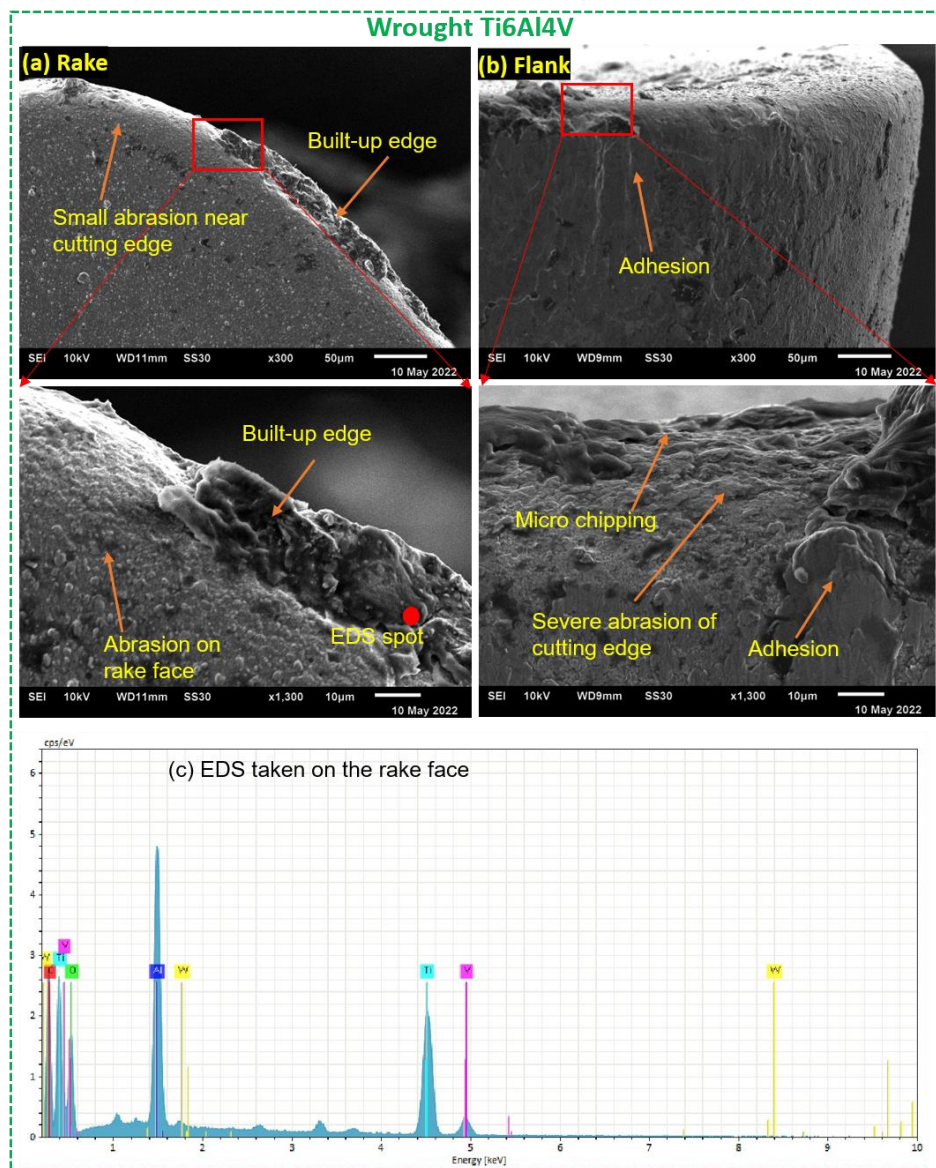 Wrought Ti6Al4V
(a) Rake
Built-up edge
Small abrasion near
cutting edge
SEI 10kV WD11mm SS30 x300 50µm
10 May 2022
(b) Flank
Adhesion
SEI 10kV WD9mm SS30 x300 50µm
10 May 2022
Built-up edge
EDS spot
Abrasion on
rake face
SEI 10kV WD11mm SS30 x1,300 10µm
10 May 2022
Micro chipping
Severe abrasion of
cutting edge
Adhesion
SEI 10kV WD9mm SS30 x1,300 10µm
10 May 2022
cps/eV
(c) EDS taken on the rake face
6
5
4
3
2
1
0
V
Ti
O
Al
W
Ti
V
W
1 2 3 4 5 6 7 8 9 10
Energy [keV]